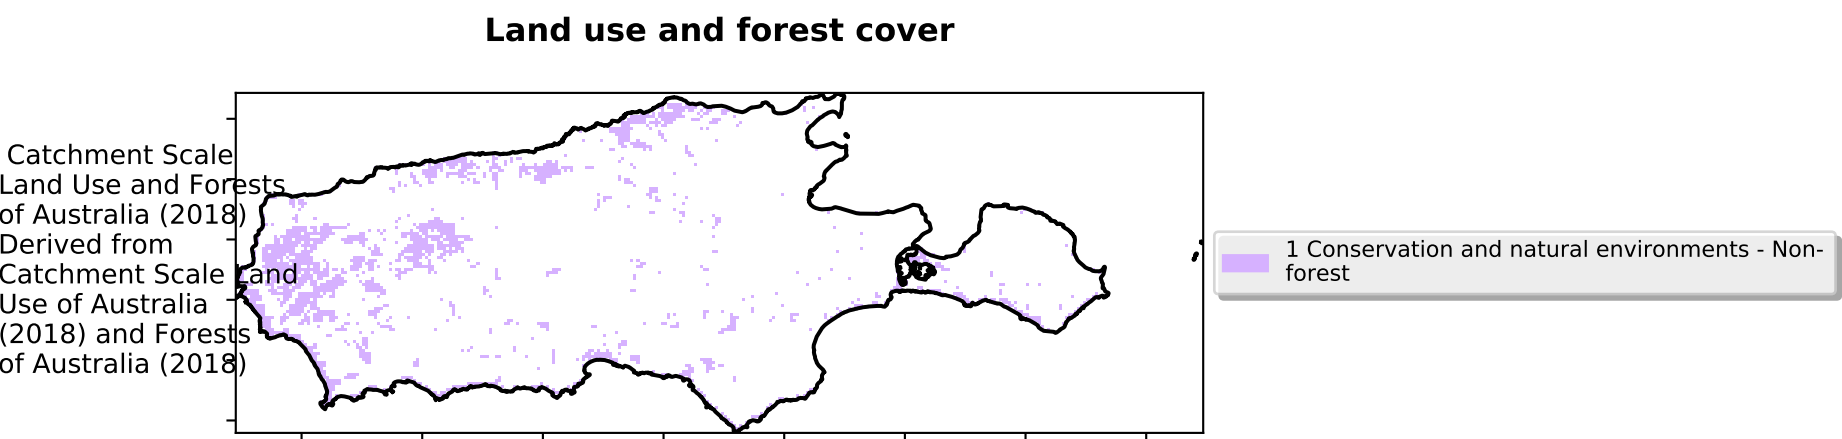 Land use and forest cover
Catchment Scale
Land Use and Forests
of Australia (2018)
Derived from
Catchment Scale Land
Use of Australia
(2018) and Forests
of Australia (2018)
1 Conservation and natural environments - Non-
forest